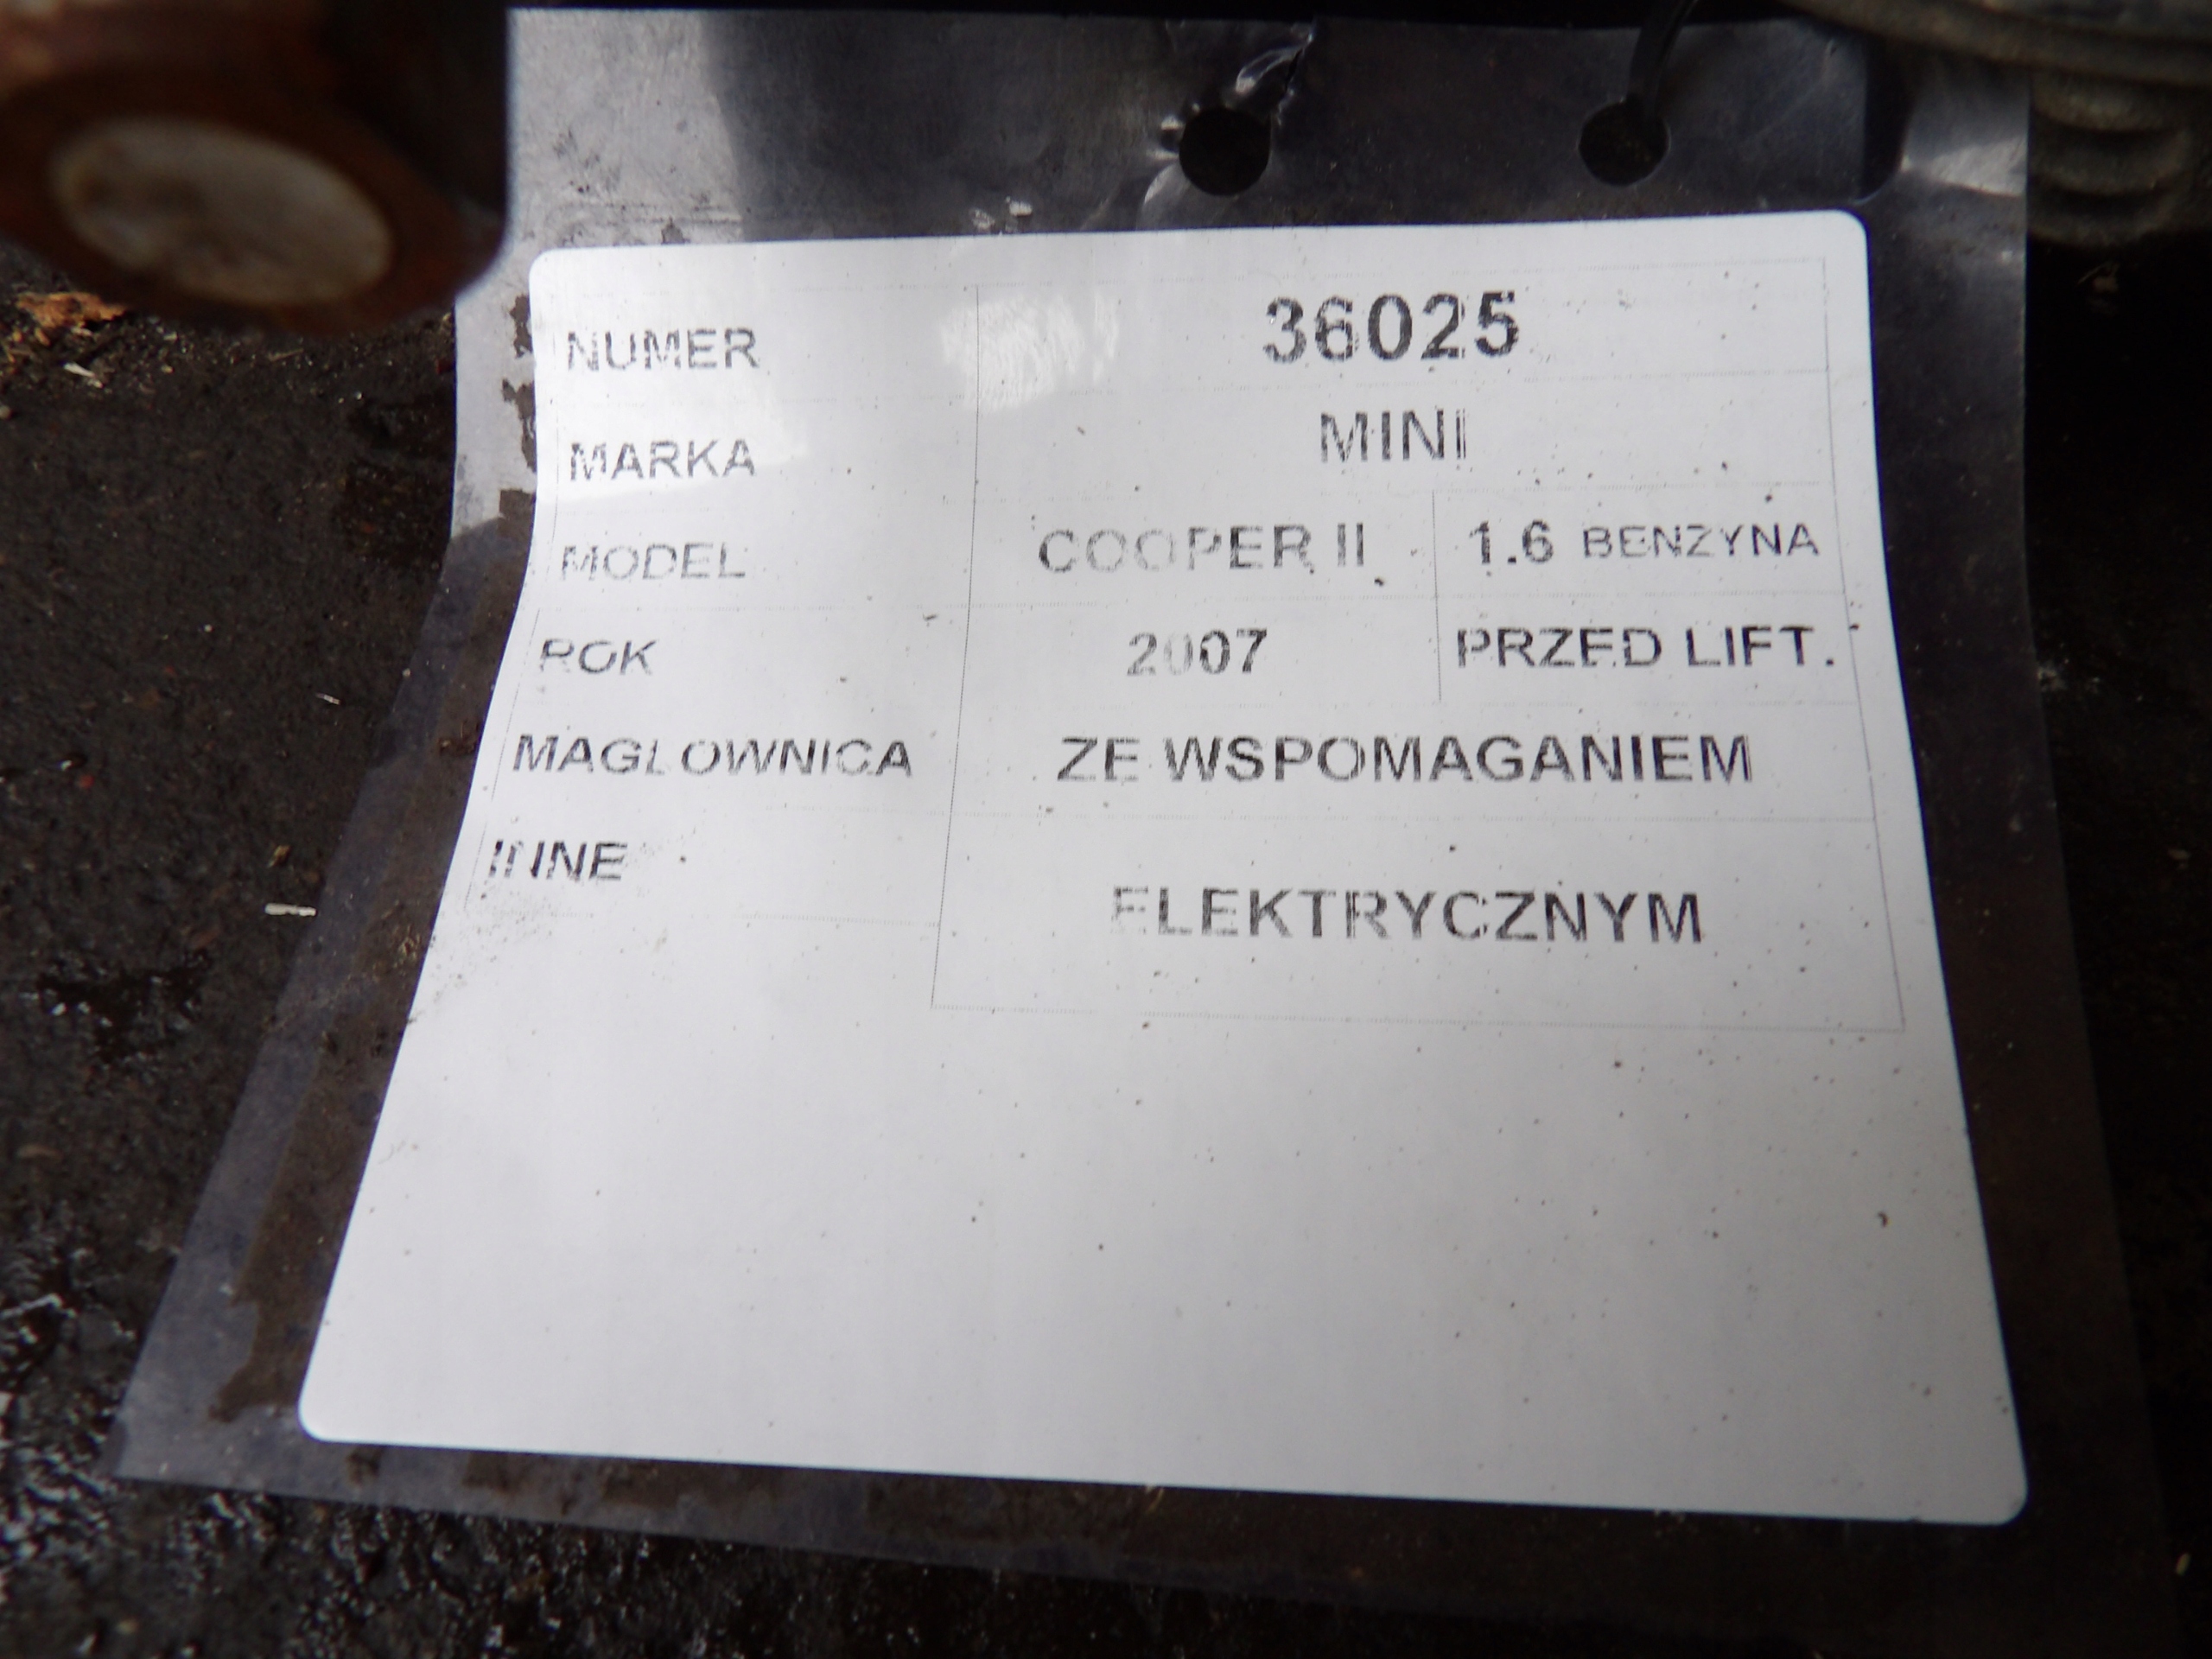 NUMER 36025
MARKA MINI
MODEL COOPER II 1.6 BENZYNA
ROK 2007 PRZED LIFT.
MAGLOWNICA ZE WSPOMAGANIEM
INNE ELEKTRYCZNYM